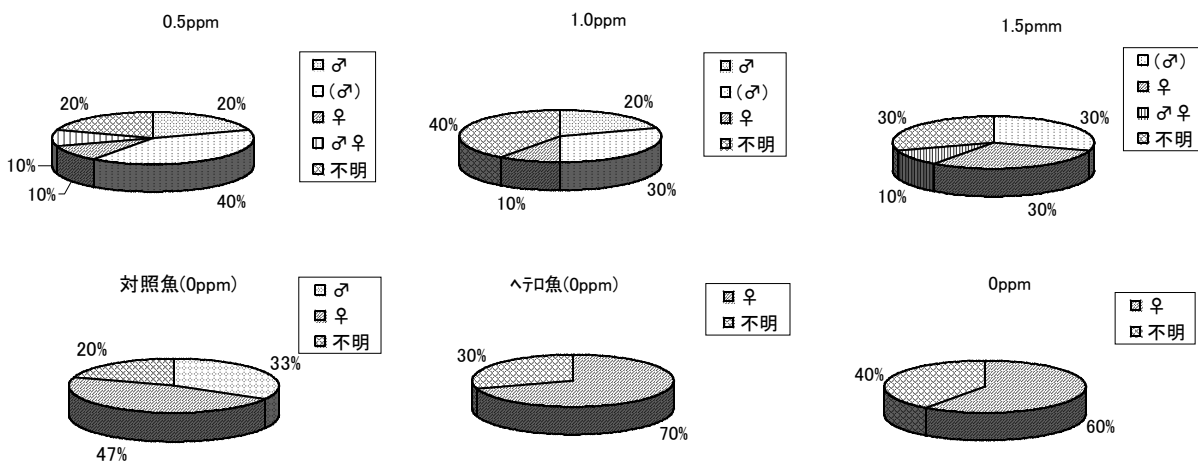 0.5ppm
♂
(♂)
♀
♂♀
不明
20%
20%
10%
10%
40%
1.0ppm
♂
(♂)
♀
不明
20%
40%
10%
30%
1.5pmm
(♂)
♀
♂♀
不明
30%
30%
10%
30%
対照魚(0ppm)
♂
♀
不明
20%
33%
47%
ヘテロ魚(0ppm)
♀
不明
30%
70%
0ppm
♀
不明
40%
60%